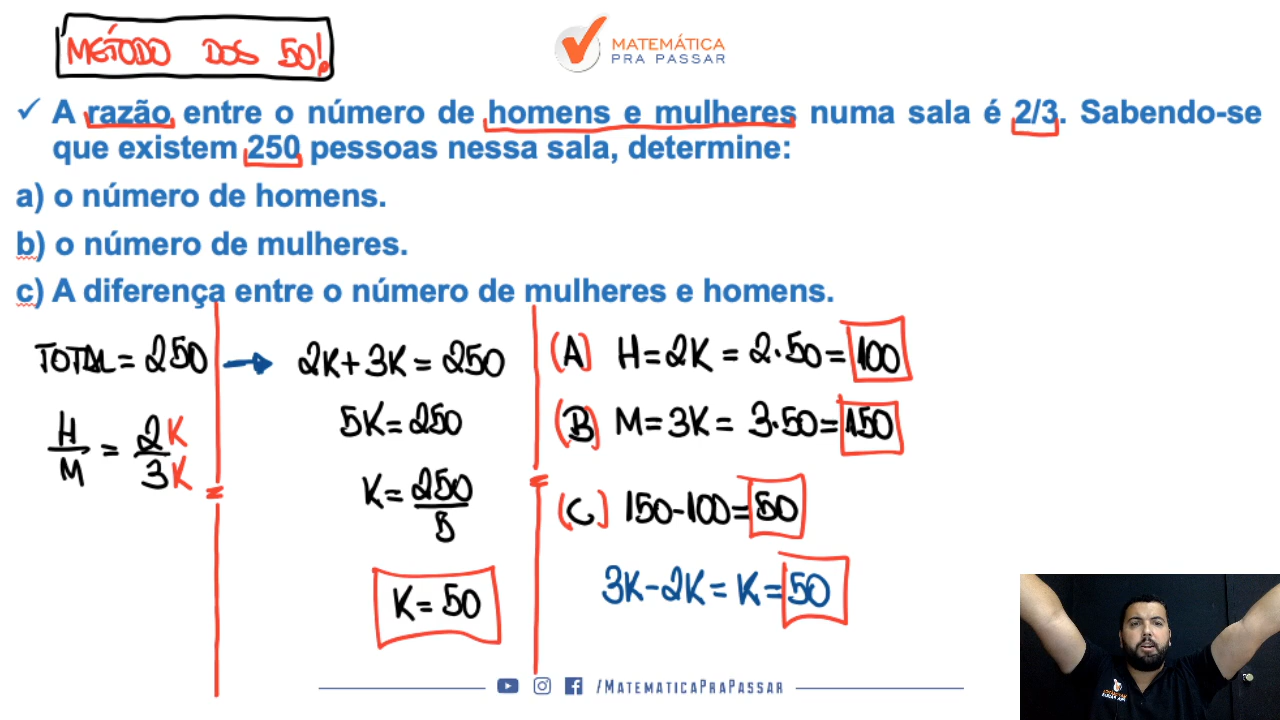 MÉTODO DOS 50!
MATEMÁTICA
PRA PASSAR
✓ A razão entre o número de homens e mulheres numa sala é 2/3. Sabendo-se
que existem 250 pessoas nessa sala, determine:
a) o número de homens.
b) o número de mulheres.
c) A diferença entre o número de mulheres e homens.
TOTAL = 250
H/M = 2K/3K
2K + 3K = 250
5K = 250
K = 250/5
K = 50
(A) H = 2K = 2.50 = 100
(B) M = 3K = 3.50 = 150
(C) 150 - 100 = 50
3K - 2K = K = 50
/MatematicaPraPassar